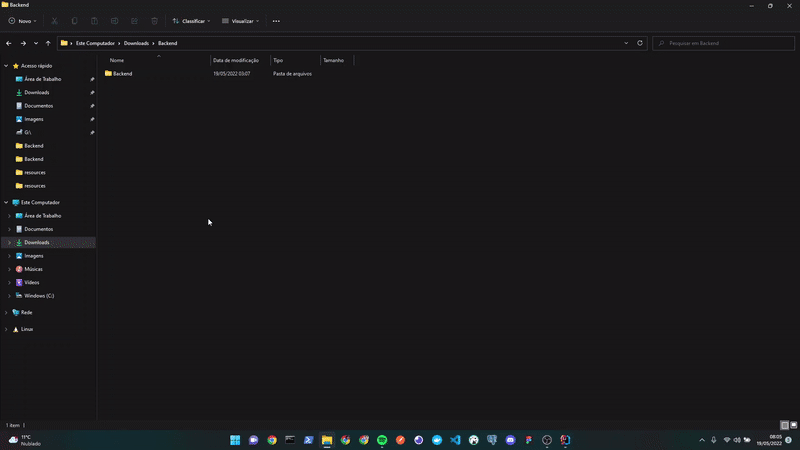 Backend
Novo
Classificar
Visualizar
Este Computador Downloads Backend
Pesquisar em Backend
Nome Data de modificação Tipo Tamanho
Backend 19/05/2022 03:07 Pasta de arquivos
Acesso rápido
Área de Trabalho
Downloads
Documentos
Imagens
G:\
Backend
Backend
resources
resources
Este Computador
Área de Trabalho
Documentos
Downloads
Imagens
Músicas
Vídeos
Windows (C:)
Rede
Linux
1 item
11°C
Nublado
08:05
19/05/2022